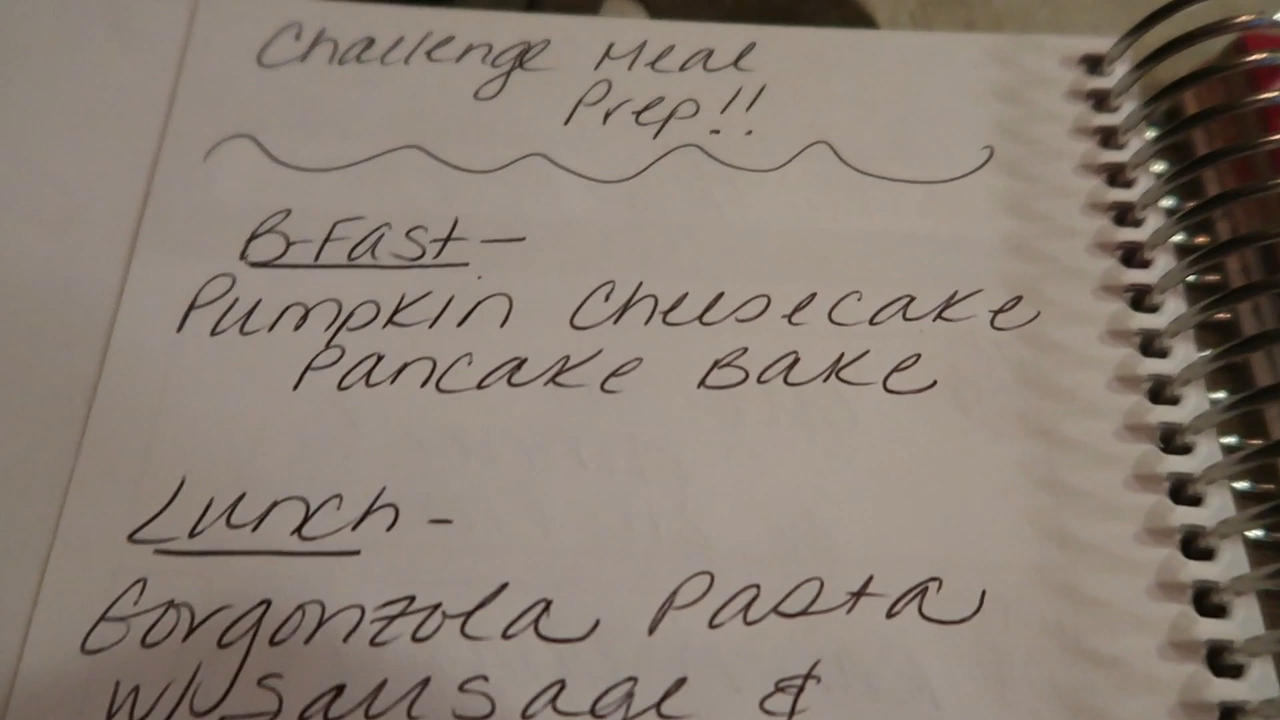 Challenge Meal
Prep!!
B-Fast -
Pumpkin Cheesecake
Pancake Bake
Lunch -
Gorgonzola Pasta
w/ Sausage &